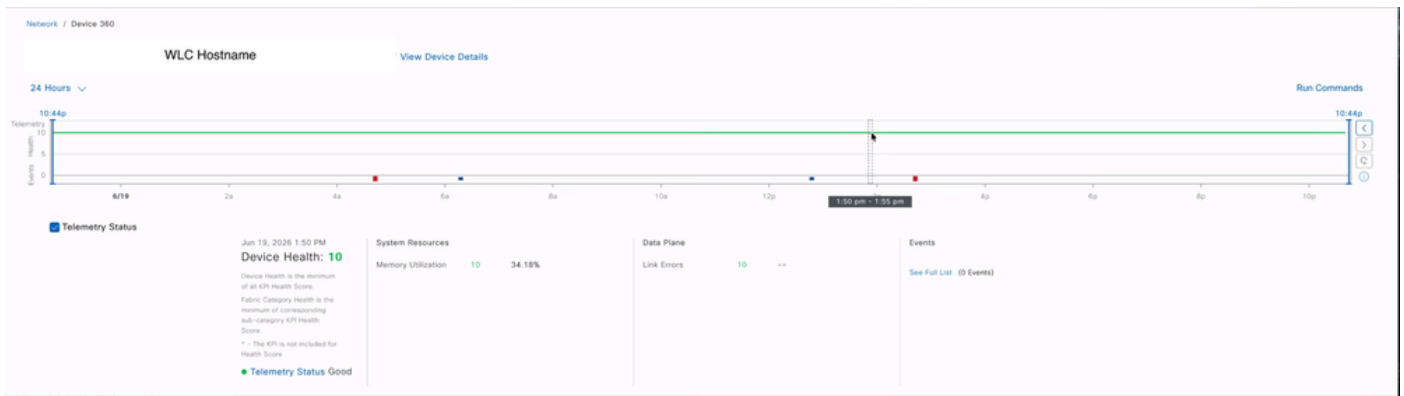 Network / Device 360
WLC Hostname
View Device Details
24 Hours
Run Commands
10:44p
10:44p
Telemetry
10
Health
5
0
Events
6/19
2a
4a
6a
8a
10a
12p
4p
6p
8p
10p
1:50 pm - 1:55 pm
Telemetry Status
Jun 19, 2026 1:50 PM
Device Health: 10
Device Health is the minimum
of all KPI Health Score.
Fabric Category Health is the
minimum of corresponding
sub-category KPI Health
Score.
* - The KPI is not included for
Health Score
Telemetry Status Good
System Resources
Memory Utilization 10 34.18%
Data Plane
Link Errors 10 --
Events
See Full List (0 Events)